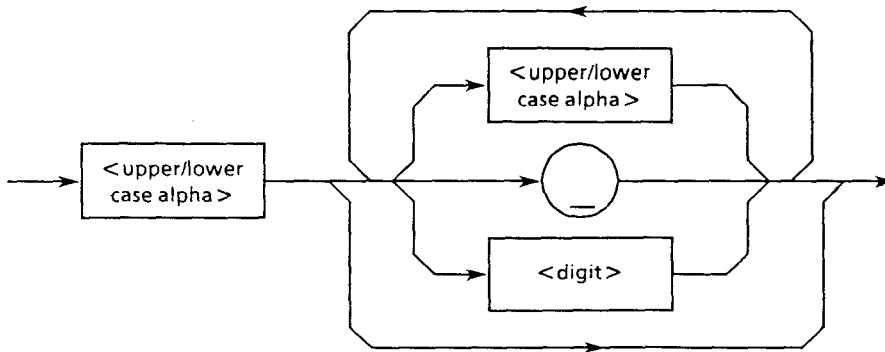 <upper/lower
case alpha>
<upper/lower
case alpha>
_
<digit>